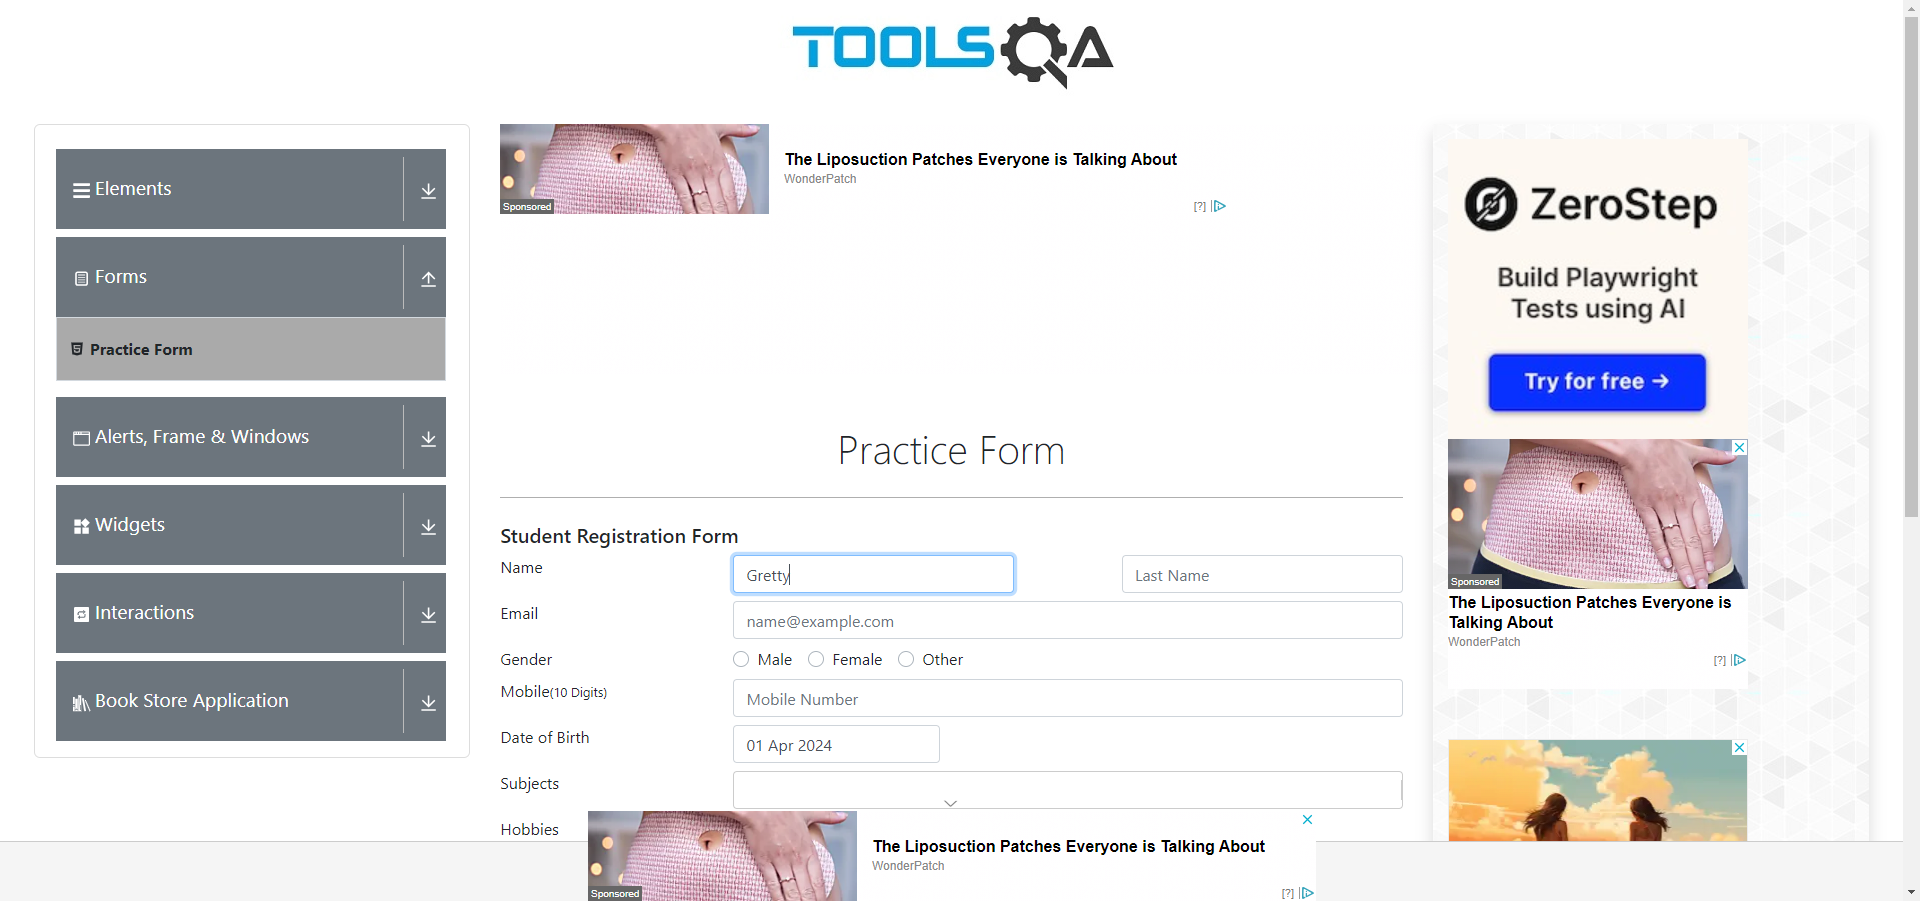 TOOLSQA
Elements
Forms
Practice Form
Alerts, Frame & Windows
Widgets
Interactions
Book Store Application
Sponsored
The Liposuction Patches Everyone is Talking About
WonderPatch
[?]
Practice Form
Student Registration Form
Name
Gretty
Last Name
Email
name@example.com
Gender
Male
Female
Other
Mobile(10 Digits)
Mobile Number
Date of Birth
01 Apr 2024
Subjects
Hobbies
ZeroStep
Build Playwright
Tests using AI
Try for free →
Sponsored
The Liposuction Patches Everyone is
Talking About
WonderPatch
[?]
Sponsored
The Liposuction Patches Everyone is Talking About
WonderPatch
[?]